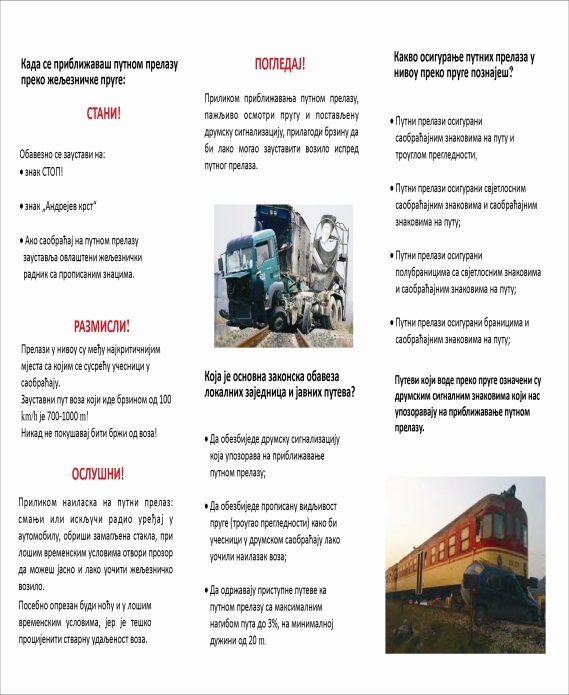 Када се приближаваш путном прелазу
преко жељезничке пруге:
СТАНИ!
Обавезно се заустави на:
• знак СТОП!
• знак „Андрејев крст“
• Ако саобраћај на путном прелазу
зауставља овлаштени жељезнички
радник са прописаним знацима.
РАЗМИСЛИ!
Прелази у нивоу су међу најкритичнијим
мјеста са којим се сусрећу учесници у
саобраћају.
Зауставни пут воза који иде брзином од 100
km/h је 700-1000 m!
Никад не покушавај бити бржи од воза!
ОСЛУШНИ!
Приликом наиласка на путни прелаз:
смањи или искључи радио уређај у
аутомобилу, обриши замагљена стакла, при
лошим временским условима отвори прозор
да можеш јасно и лако уочити жељезничко
возило.
Посебно опрезан буди ноћу и у лошим
временским условима, јер је тешко
процијенити стварну удаљеност воза.
ПОГЛЕДАЈ!
Приликом приближавања путном прелазу,
пажљиво осмотри пругу и постављену
друмску сигнализацију, прилагоди брзину да
би лако могао зауставити возило испред
путног прелаза.
Која је основна законска обавеза
локалних заједница и јавних путева?
• Да обезбиједе друмску сигнализацију
која упозорава на приближавање
путном прелазу;
• Да обезбиједе прописану видљивост
пруге (троугао прегледности) како би
учесници у друмском саобраћају лако
уочили наилазак воза;
• Да одржавају приступне путеве ка
путном прелазу са максималним
нагибом пута до 3%, на минималној
дужини од 20 m.
Какво осигурање путних прелаза у
нивоу преко пруге познајеш?
• Путни прелази осигурани
саобраћајним знаковима на путу и
троуглом прегледности;
• Путни прелази осигурани свјетлосним
саобраћајним знаковима и саобраћајним
знаковима на путу;
• Путни прелази осигурани
полубраницима са свјетлосним знаковима
и саобраћајним знаковима на путу;
• Путни прелази осигурани браницима и
саобраћајним знаковима на путу;
Путеви који воде преко пруге означени су
друмским сигналним знаковима који нас
упозоравају на приближавање путном
прелазу.